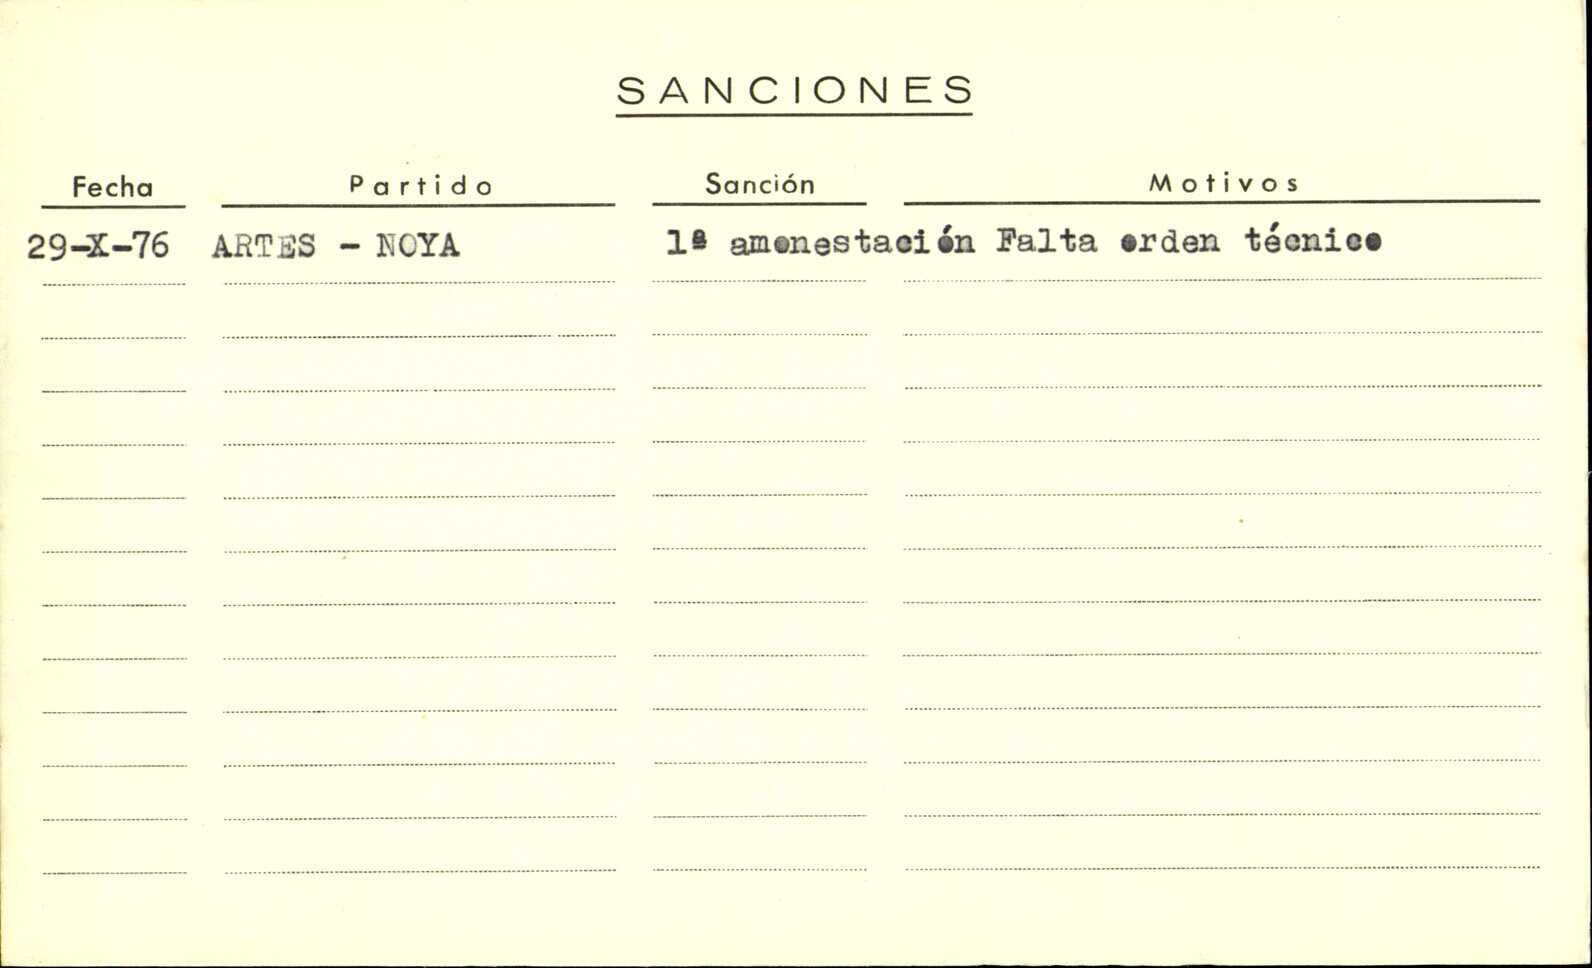 SANCIONES
Fecha Partido Sanción Motivos
29-X-76 ARTES - NOYA 1ª amonestación Falta orden técnico